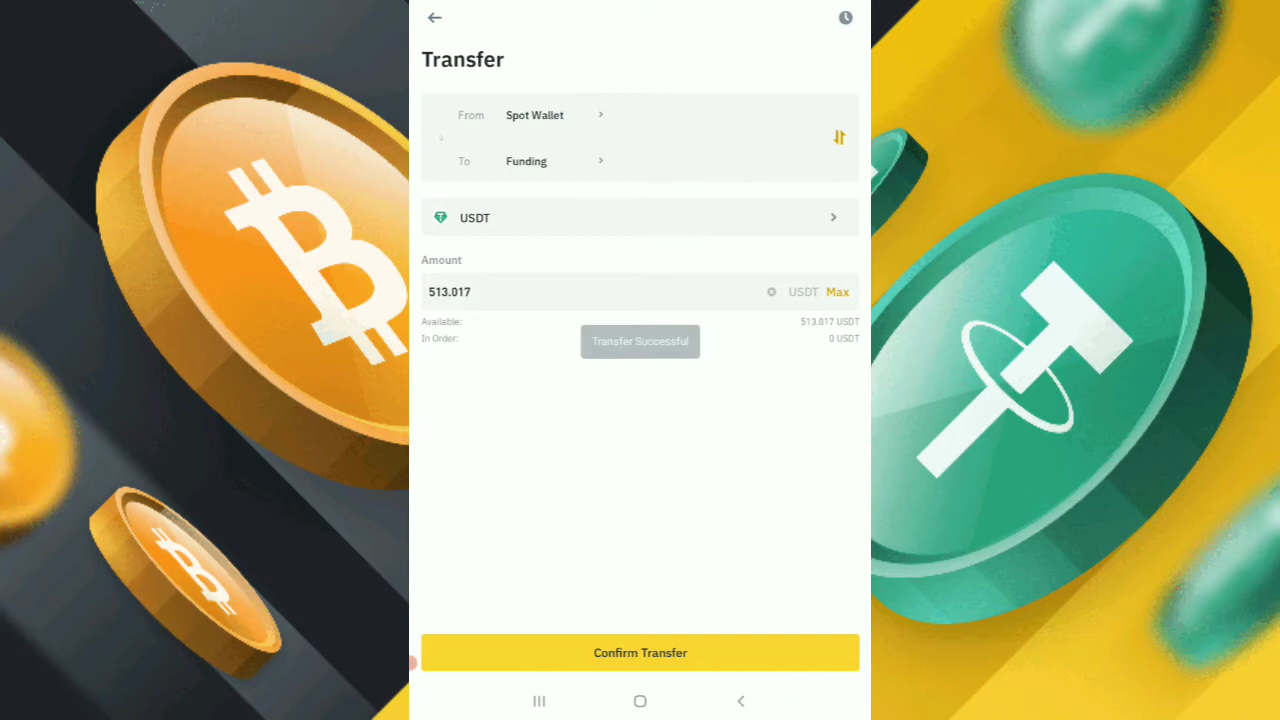 Transfer
From Spot Wallet
To Funding
USDT
Amount
513.017 USDT Max
Available: 513.017 USDT
In Order: 0 USDT
Transfer Successful
Confirm Transfer